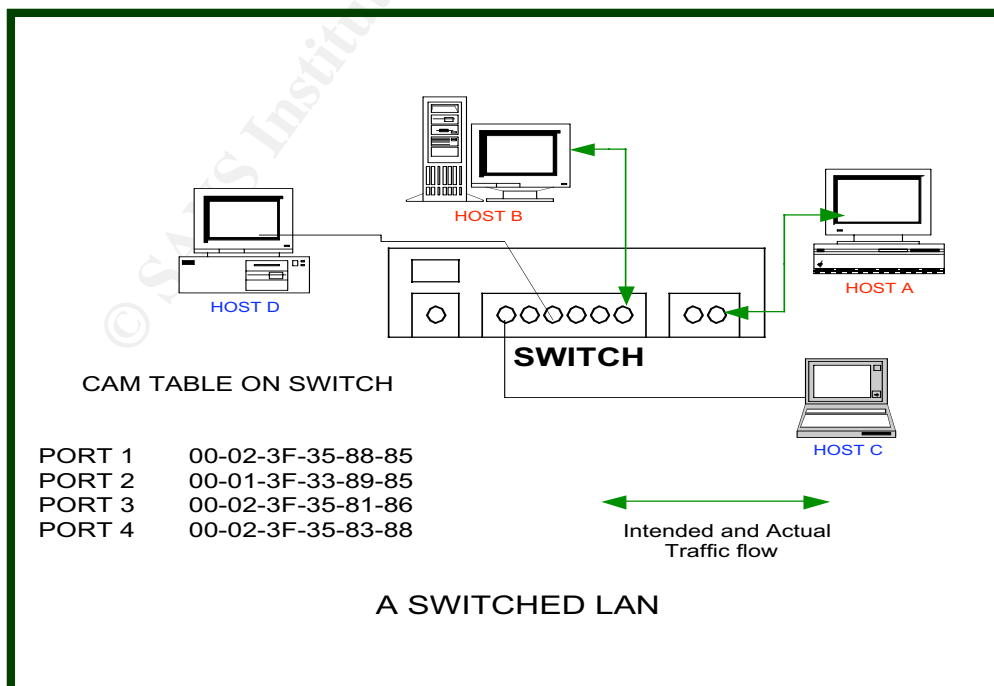 © SANS Institu
HOST B
HOST A
HOST D
SWITCH
CAM TABLE ON SWITCH
HOST C
PORT 1 00-02-3F-35-88-85
PORT 2 00-01-3F-33-89-85
PORT 3 00-02-3F-35-81-86
PORT 4 00-02-3F-35-83-88
Intended and Actual
Traffic flow
A SWITCHED LAN